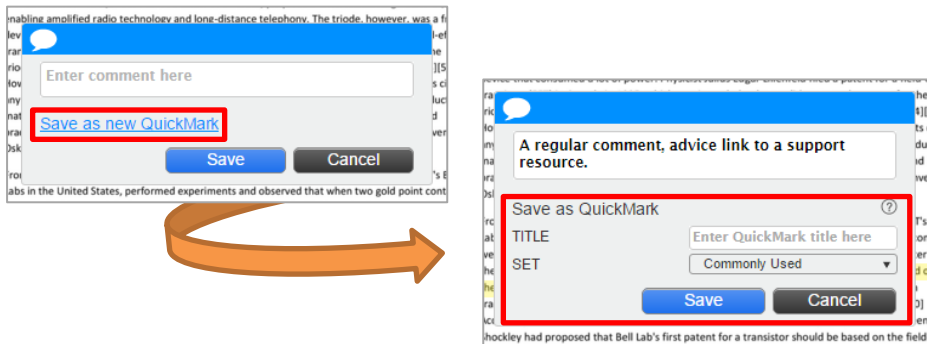 enabling amplified radio technology and long-distance telephony. The triode, however, was a
Enter comment here
Save as new QuickMark
Save Cancel
abs in the United States, performed experiments and observed that when two gold point cont
A regular comment, advice link to a support
resource.
Save as QuickMark
?
TITLE Enter QuickMark title here
SET Commonly Used
Save Cancel
hockley had proposed that Bell Lab's first patent for a transistor should be based on the field